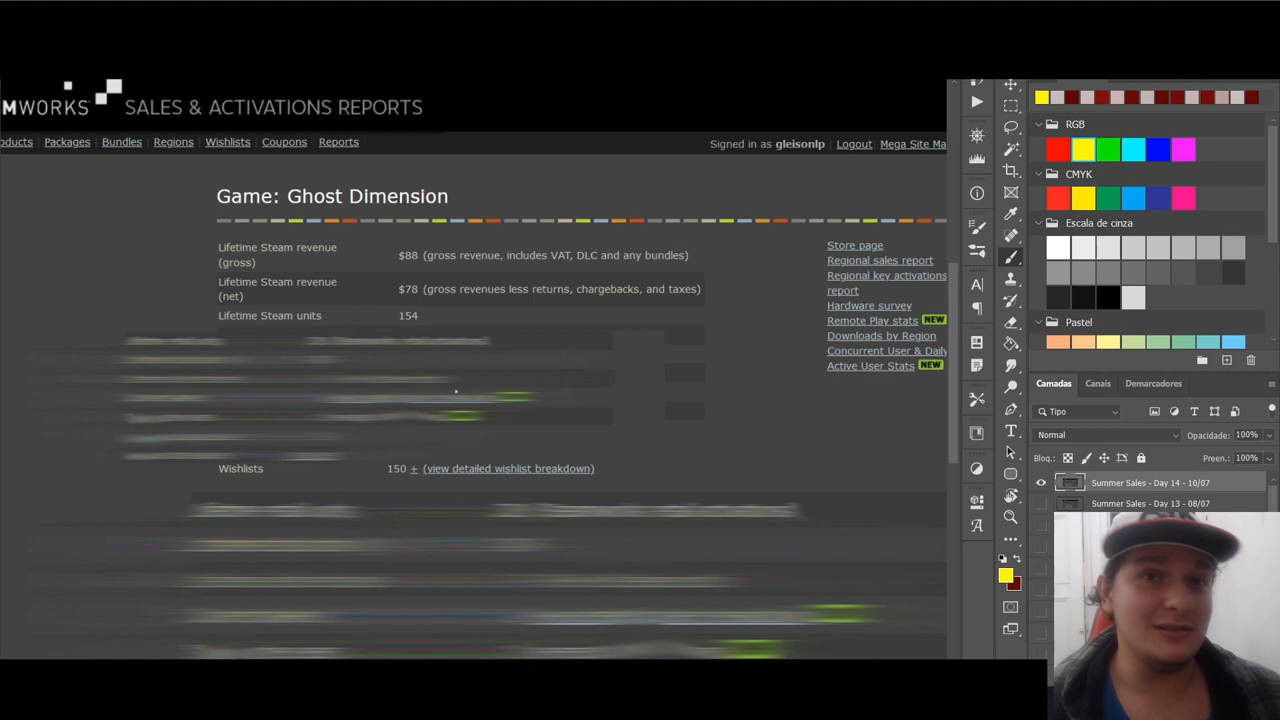 MWORKS SALES & ACTIVATIONS REPORTS
oducts Packages Bundles Regions Wishlists Coupons Reports
Signed in as gleisonlp Logout Mega Site Ma
Game: Ghost Dimension
Lifetime Steam revenue (gross) $88 (gross revenue, includes VAT, DLC and any bundles)
Lifetime Steam revenue (net) $78 (gross revenues less returns, chargebacks, and taxes)
Lifetime Steam units 154
Wishlists 150 + (view detailed wishlist breakdown)
Store page
Regional sales report
Regional key activations
report
Hardware survey
Remote Play stats NEW
Downloads by Region
Concurrent User & Daily
Active User Stats NEW
RGB
CMYK
Escala de cinza
Pastel
Camadas Canais Demarcadores
Tipo
Normal Opacidade: 100%
Bloq.: Preen.: 100%
Summer Sales - Day 14 - 10/07
Summer Sales - Day 13 - 08/07